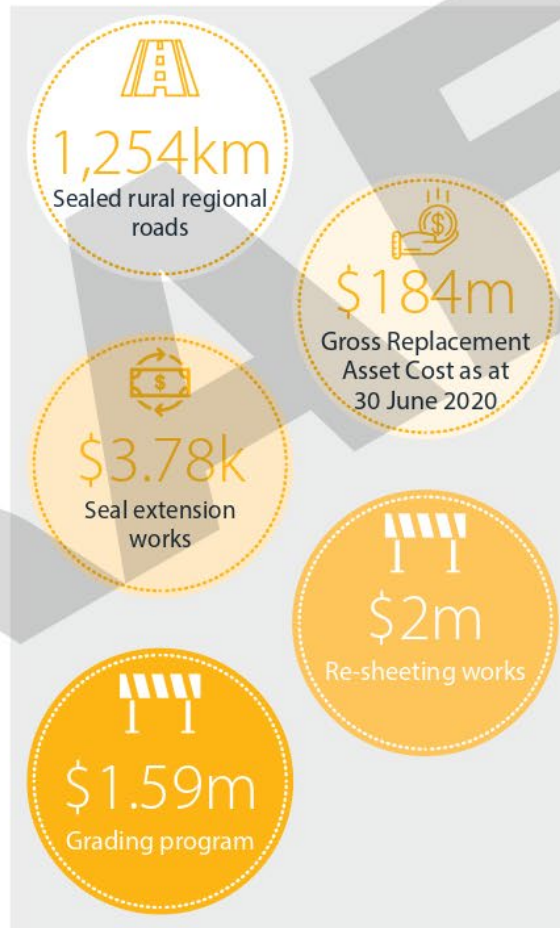 1,254km
Sealed rural regional
roads
$184m
Gross Replacement
Asset Cost as at
30 June 2020
$3.78k
Seal extension
works
$2m
Re-sheeting works
$1.59m
Grading program